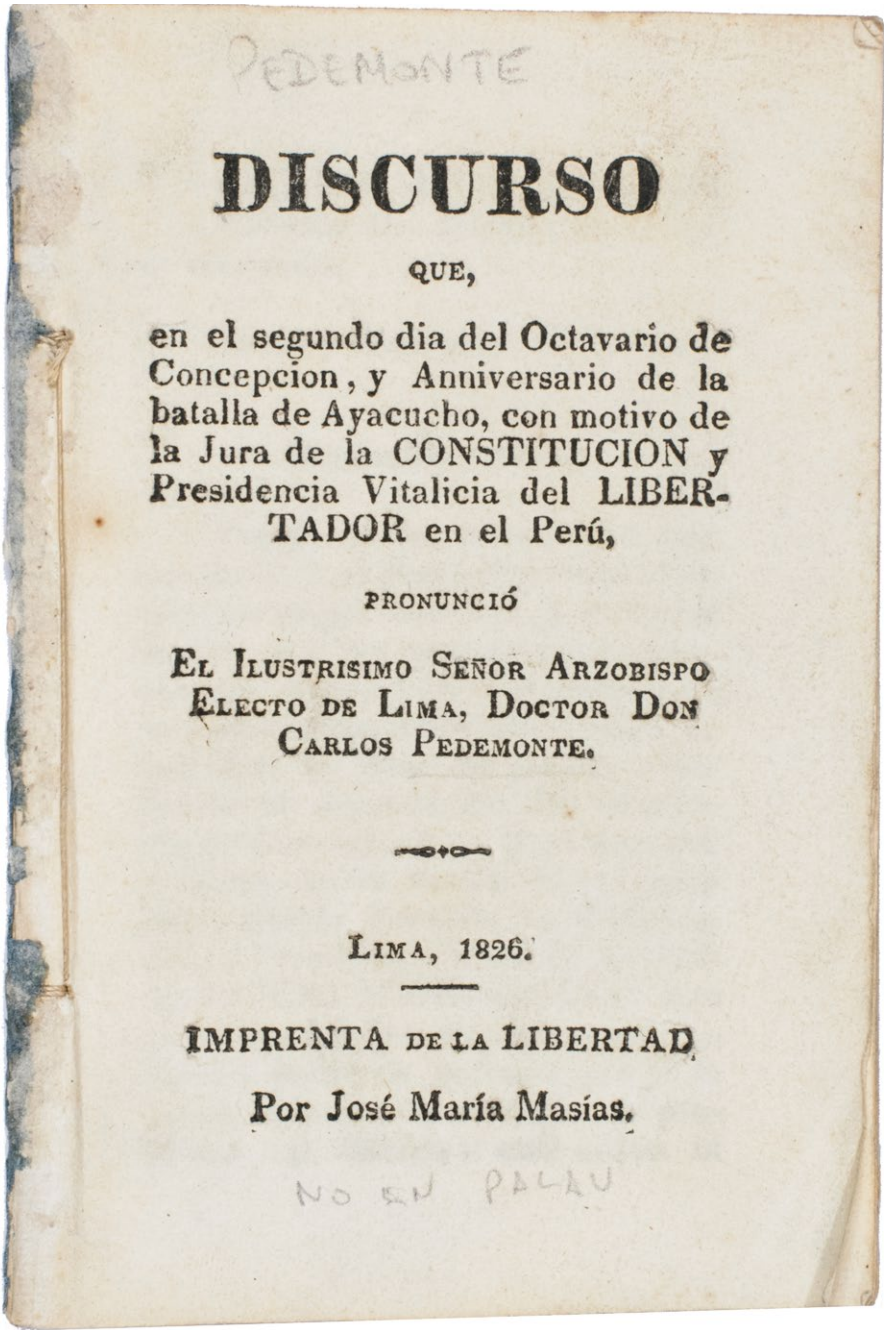 PEDEMONTE
DISCURSO
QUE,
en el segundo dia del Octavario de
Concepcion, y Anniversario de la
batalla de Ayacucho, con motivo de
la Jura de la CONSTITUCION y
Presidencia Vitalicia del LIBER-
TADOR en el Perú,
PRONUNCIÓ
EL ILUSTRISIMO SEÑOR ARZOBISPO
ELECTO DE LIMA, DOCTOR DON
CARLOS PEDEMONTE.
LIMA, 1826.
IMPRENTA DE LA LIBERTAD
Por José María Masías.
NO EN PALAU